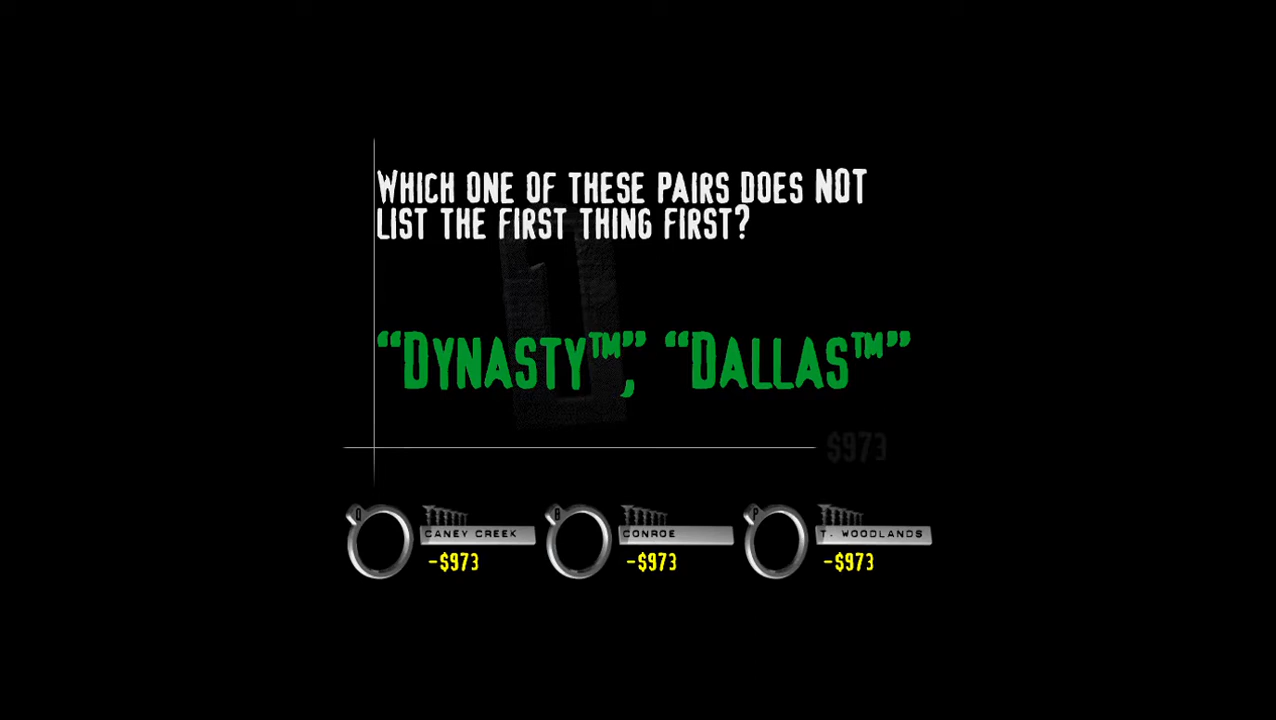 Which one of these pairs does NOT
list the first thing first?
“Dynasty™”, “Dallas™”
$973
Q
CANEY CREEK
-$973
B
CONROE
-$973
P
T. WOODLANDS
-$973